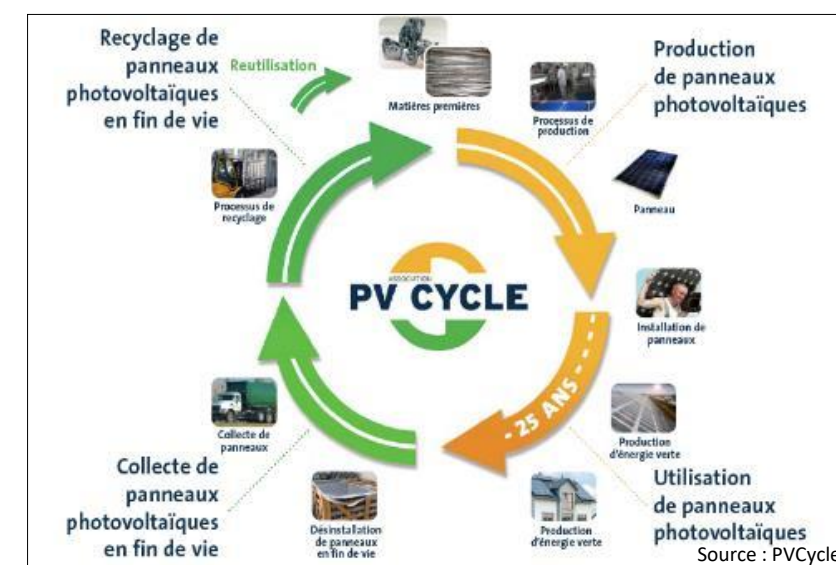 Recyclage de
panneaux
photovoltaïques
en fin de vie
Reutilisation
Matières premières
Processus de
production
Production
de panneaux
photovoltaïques
Processus de
recyclage
Panneau
ASSOCIATION
PV CYCLE
Installation de
panneaux
- 25 ANS - - -
Collecte de
panneaux
Production
d'énergie verte
Collecte de
panneaux
photovoltaïques
en fin de vie
Désinstallation
de panneaux
en fin de vie
Production
d'énergie verte
Utilisation
de panneaux
photovoltaïques
Source : PVCycle